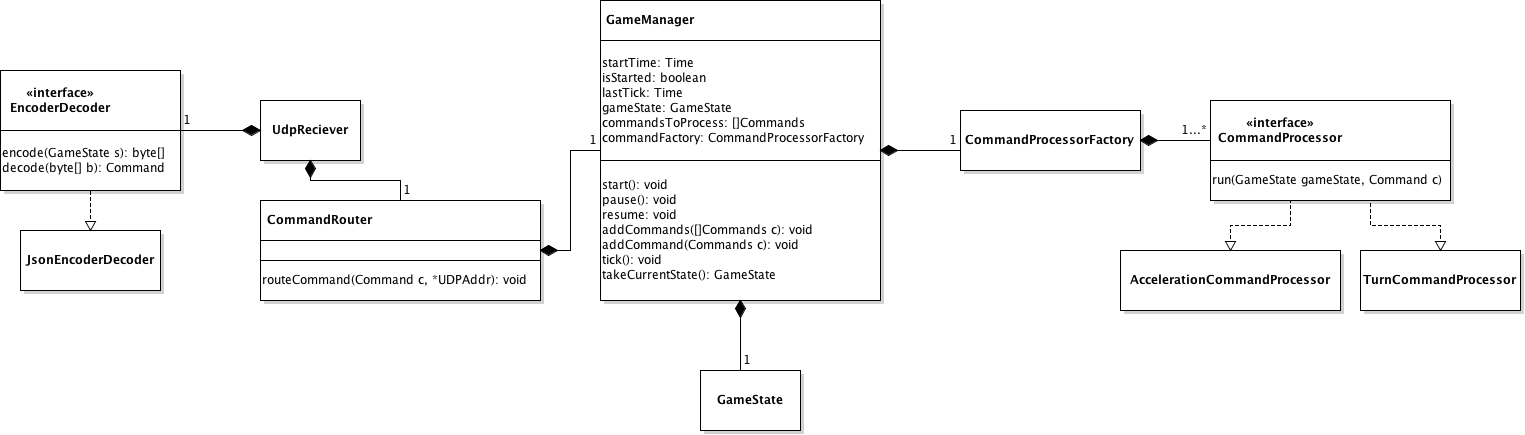 «interface»
EncoderDecoder
encode(GameState s): byte[]
decode(byte[] b): Command
1
JsonEncoderDecoder
UdpReciever
1
CommandRouter
routeCommand(Command c, *UDPAddr): void
1
GameManager
startTime: Time
isStarted: boolean
lastTick: Time
gameState: GameState
commandsToProcess: []Commands
commandFactory: CommandProcessorFactory
start(): void
pause(): void
resume: void
addCommands([]Commands c): void
addCommand(Commands c): void
tick(): void
takeCurrentState(): GameState
1
GameState
1
CommandProcessorFactory
1...*
«interface»
CommandProcessor
run(GameState gameState, Command c)
AccelerationCommandProcessor
TurnCommandProcessor